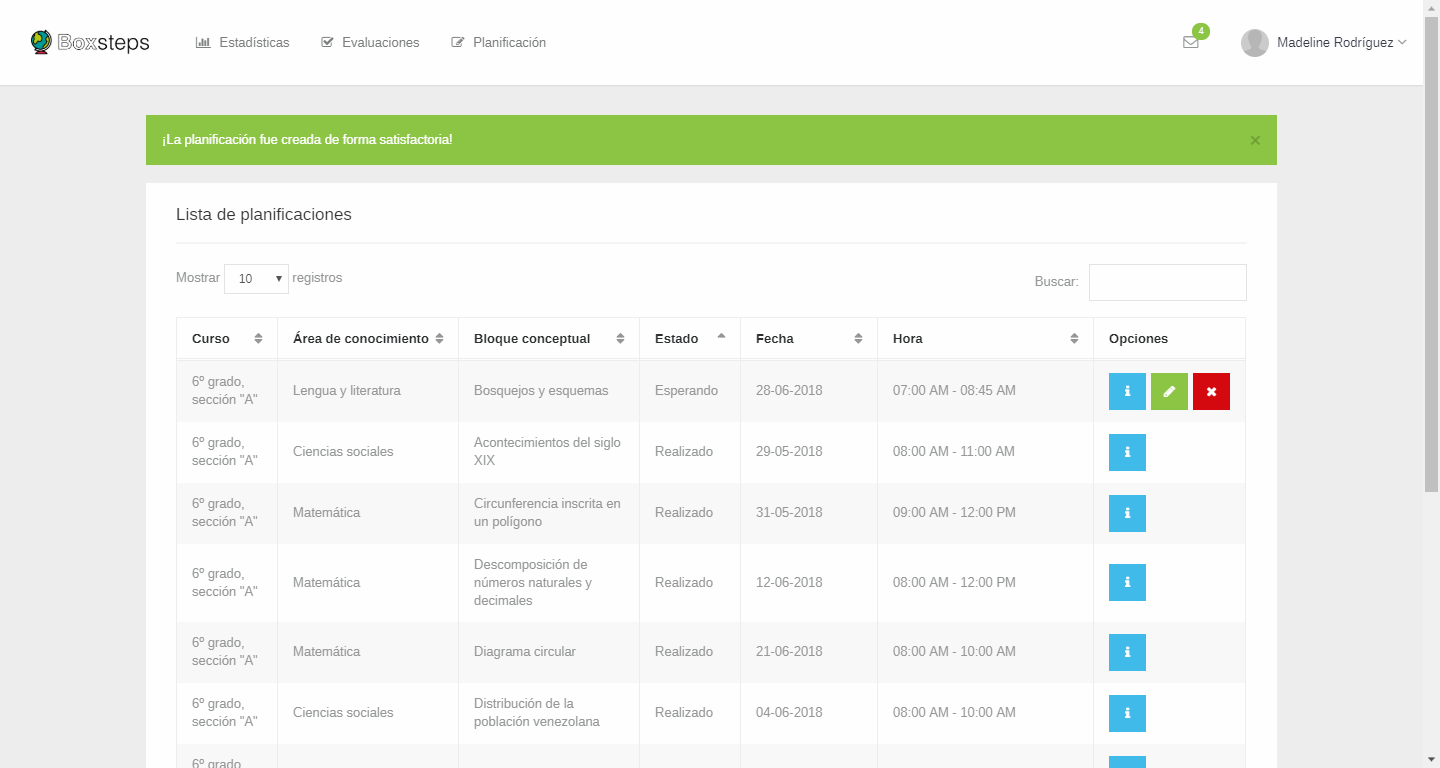 Boxsteps Estadísticas Evaluaciones Planificación 4 Madeline Rodríguez
¡La planificación fue creada de forma satisfactoria! ×
Lista de planificaciones
Mostrar 10 registros Buscar:
Curso Área de conocimiento Bloque conceptual Estado Fecha Hora Opciones
6º grado,
sección "A" Lengua y literatura Bosquejos y esquemas Esperando 28-06-2018 07:00 AM - 08:45 AM
6º grado,
sección "A" Ciencias sociales Acontecimientos del siglo
XIX Realizado 29-05-2018 08:00 AM - 11:00 AM
6º grado,
sección "A" Matemática Circunferencia inscrita en
un polígono Realizado 31-05-2018 09:00 AM - 12:00 PM
6º grado,
sección "A" Matemática Descomposición de
números naturales y
decimales Realizado 12-06-2018 08:00 AM - 12:00 PM
6º grado,
sección "A" Matemática Diagrama circular Realizado 21-06-2018 08:00 AM - 10:00 AM
6º grado,
sección "A" Ciencias sociales Distribución de la
población venezolana Realizado 04-06-2018 08:00 AM - 10:00 AM
6º grado